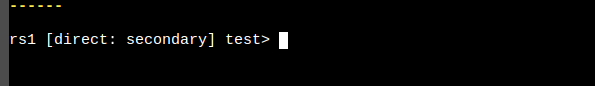 ------
rs1 [direct: secondary] test>